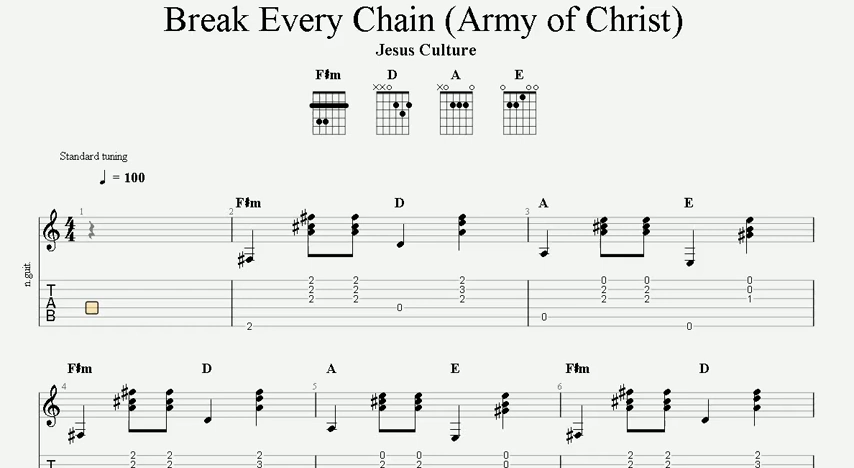 Break Every Chain (Army of Christ)
Jesus Culture
F#m D A E
Standard tuning
♩ = 100
1 2 F#m D 3 A E
4/4
n.guit.
2 2 2 0 0 0
2 2 3 2 2 0
T 2 2 2 2 2 1
A 0
B 0
2 0
F#m D A E F#m D
4 5 6
2 2 2 0 0 0 2 2 2
2 2 3 2 2 0 2 2 3